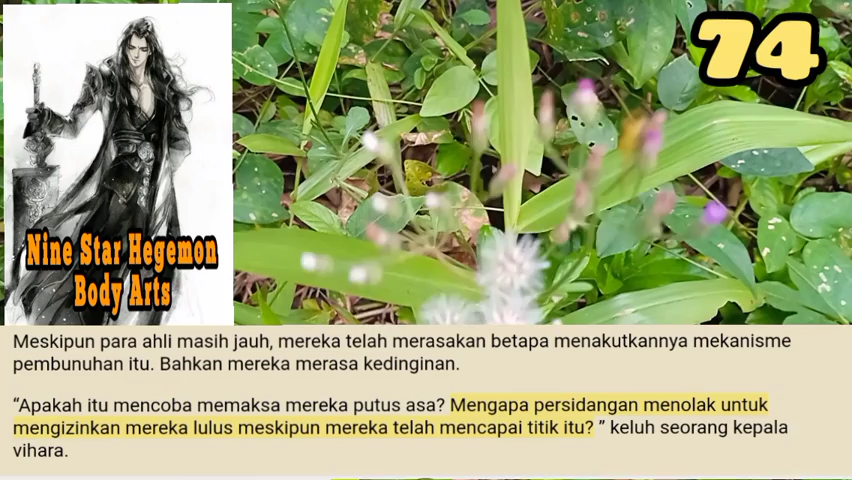 74
Nine Star Hegemon
Body Arts
Meskipun para ahli masih jauh, mereka telah merasakan betapa menakutkannya mekanisme
pembunuhan itu. Bahkan mereka merasa kedinginan.
“Apakah itu mencoba memaksa mereka putus asa? Mengapa persidangan menolak untuk
mengizinkan mereka lulus meskipun mereka telah mencapai titik itu? ” keluh seorang kepala
vihara.